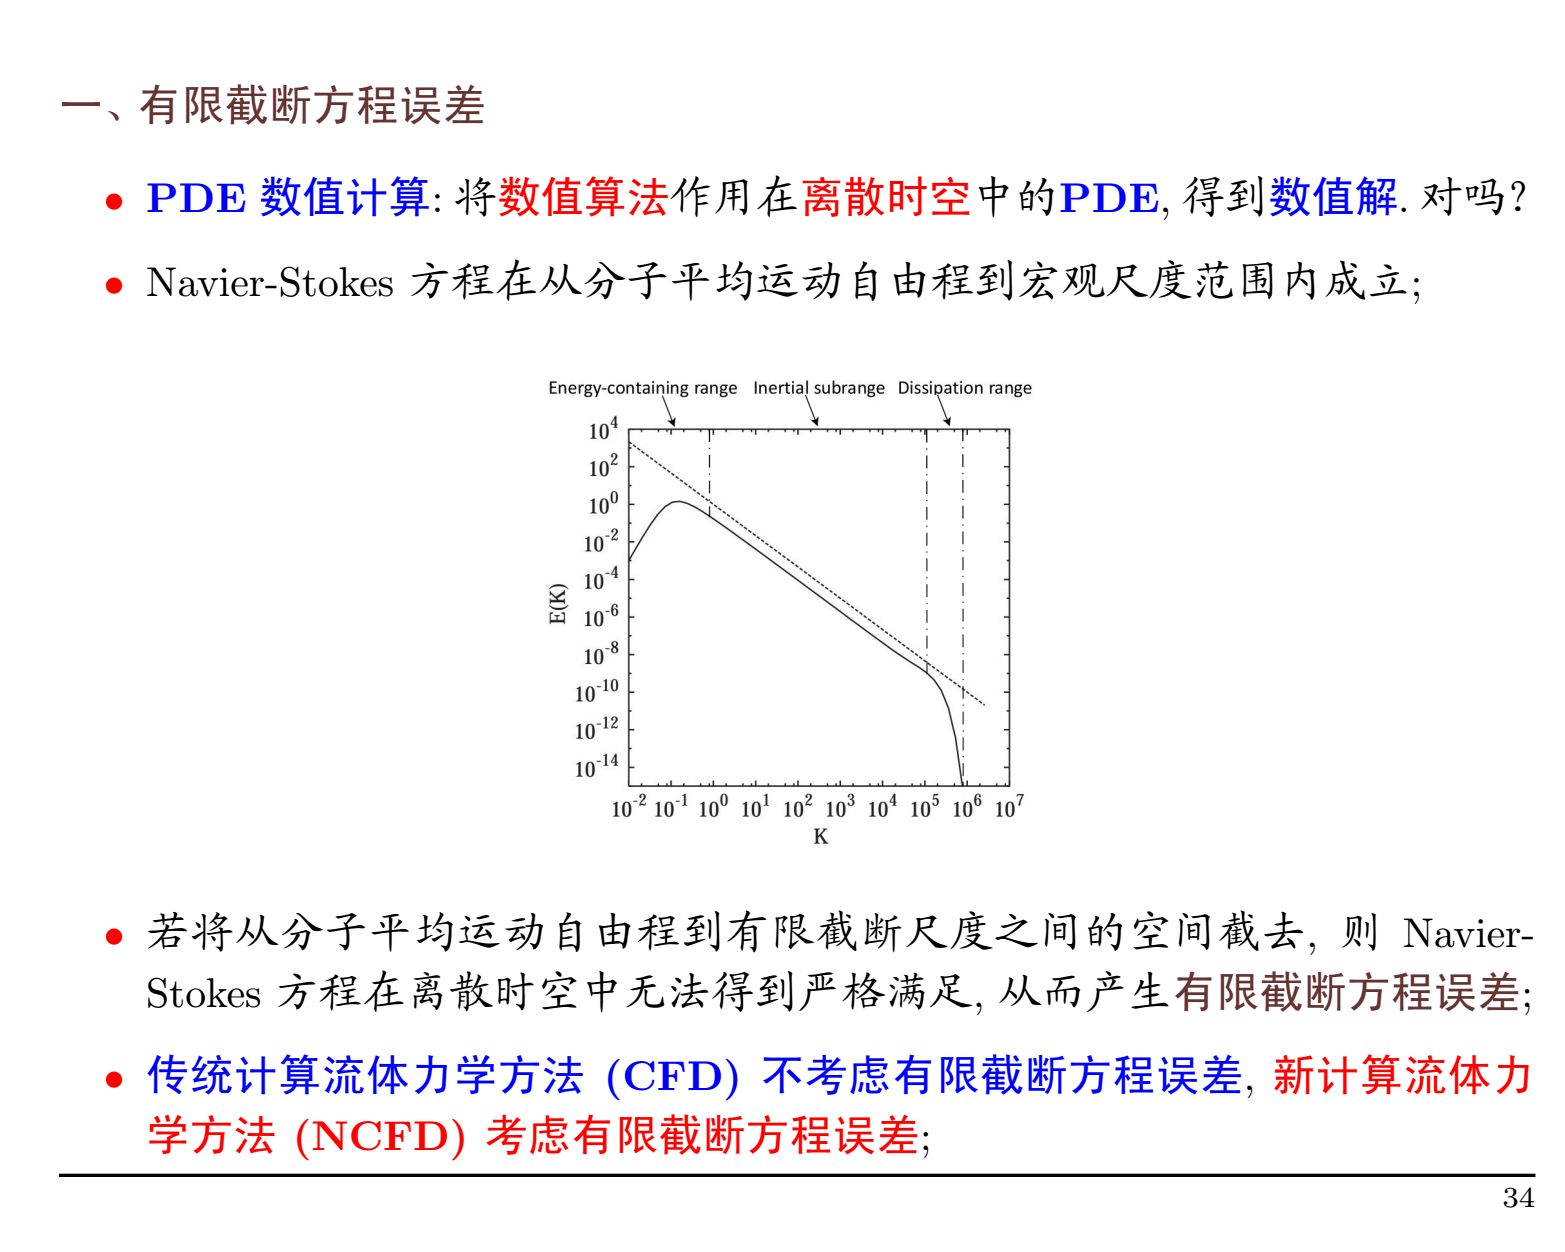 一、有限截断方程误差
• PDE 数值计算: 将数值算法作用在离散时空中的PDE, 得到数值解. 对吗?
• Navier-Stokes 方程在从分子平均运动自由程到宏观尺度范围内成立;
Energy-containing range Inertial subrange Dissipation range
10^4
10^2
10^0
10^-2
10^-4
10^-6
10^-8
10^-10
10^-12
10^-14
E(K)
10^-2 10^-1 10^0 10^1 10^2 10^3 10^4 10^5 10^6 10^7
K
• 若将从分子平均运动自由程到有限截断尺度之间的空间截去, 则 Navier-
Stokes 方程在离散时空中无法得到严格满足, 从而产生有限截断方程误差;
• 传统计算流体力学方法 (CFD) 不考虑有限截断方程误差, 新计算流体力
学方法 (NCFD) 考虑有限截断方程误差;
34